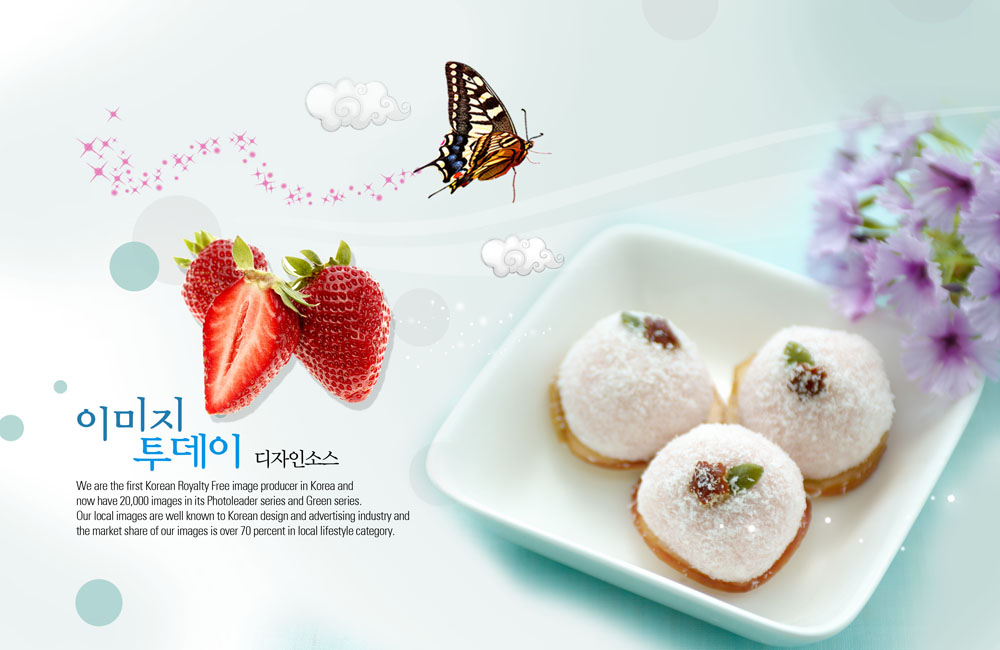 이미지
투데이 디자인소스
We are the first Korean Royalty Free image producer in Korea and
now have 20,000 images in its Photoleader series and Green series.
Our local images are well known to Korean design and advertising industry and
the market share of our images is over 70 percent in local lifestyle category.